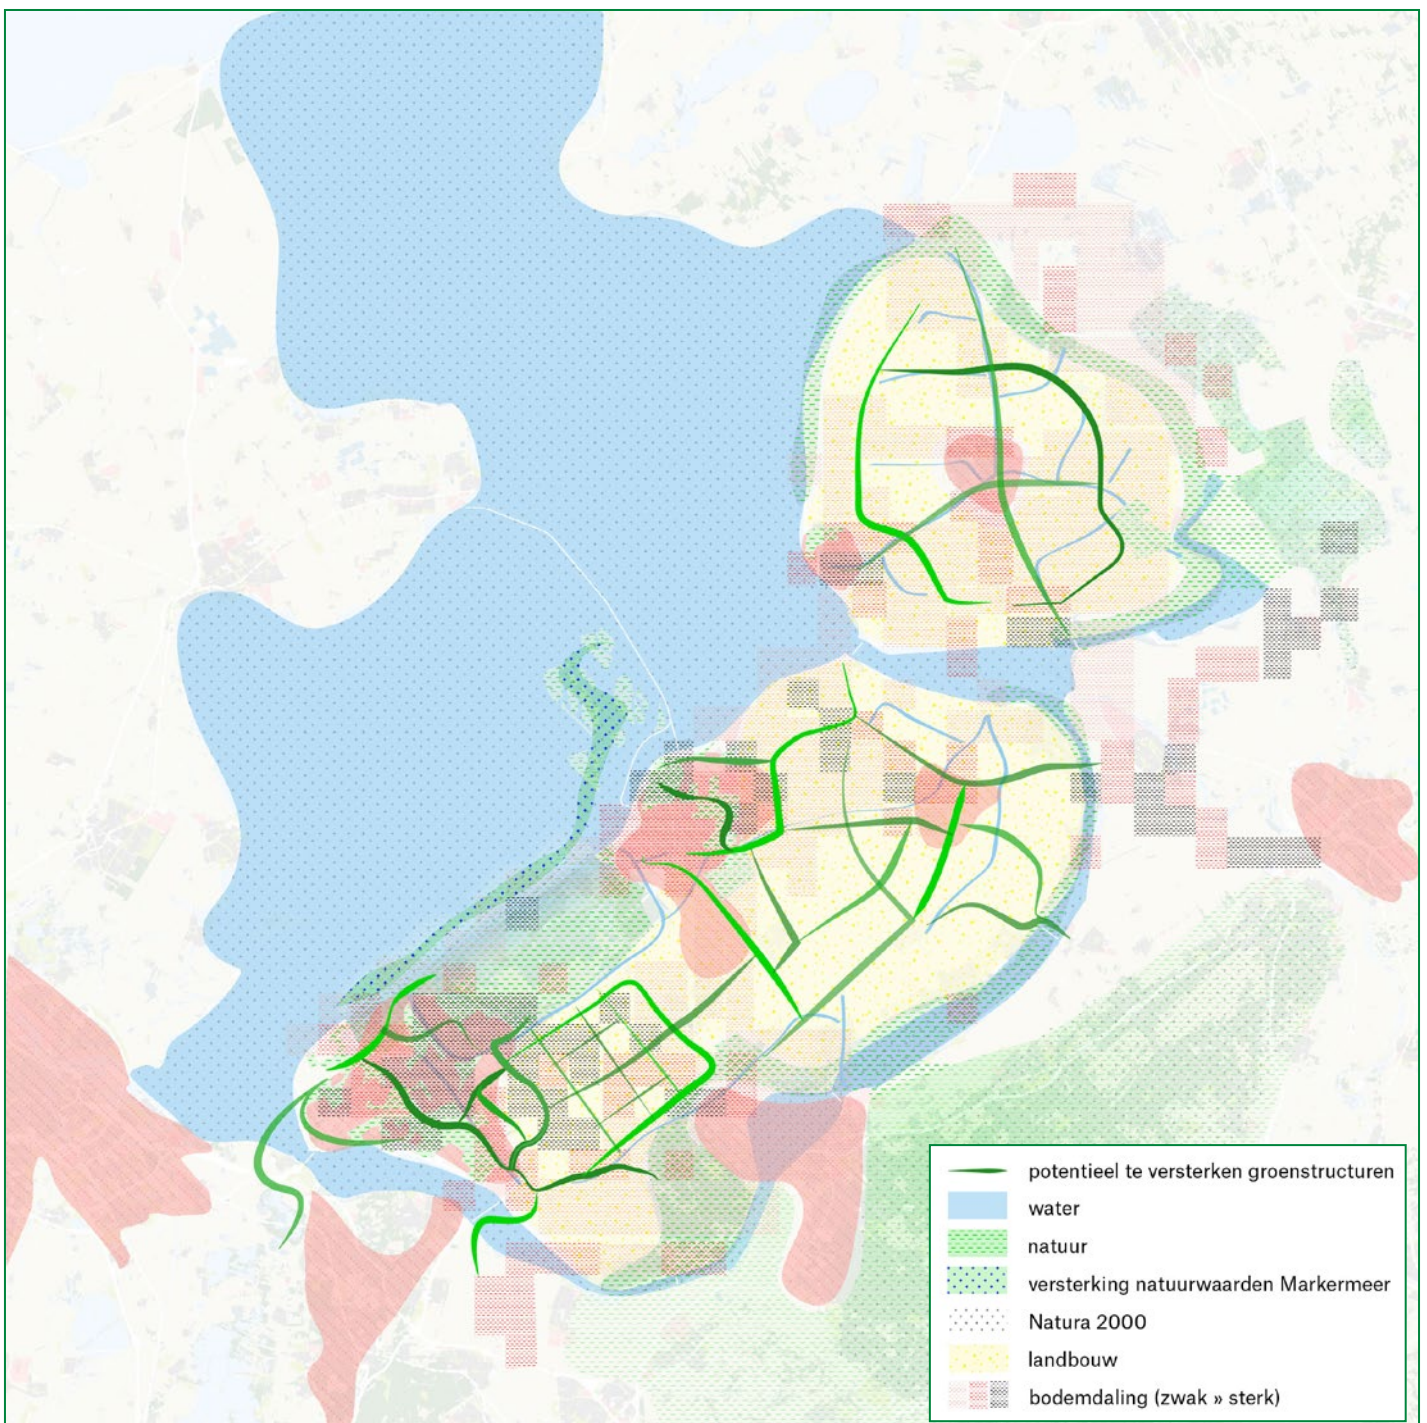 potentieel te versterken groenstructuren
water
natuur
versterking natuurwaarden Markermeer
Natura 2000
landbouw
bodemdaling (zwak » sterk)